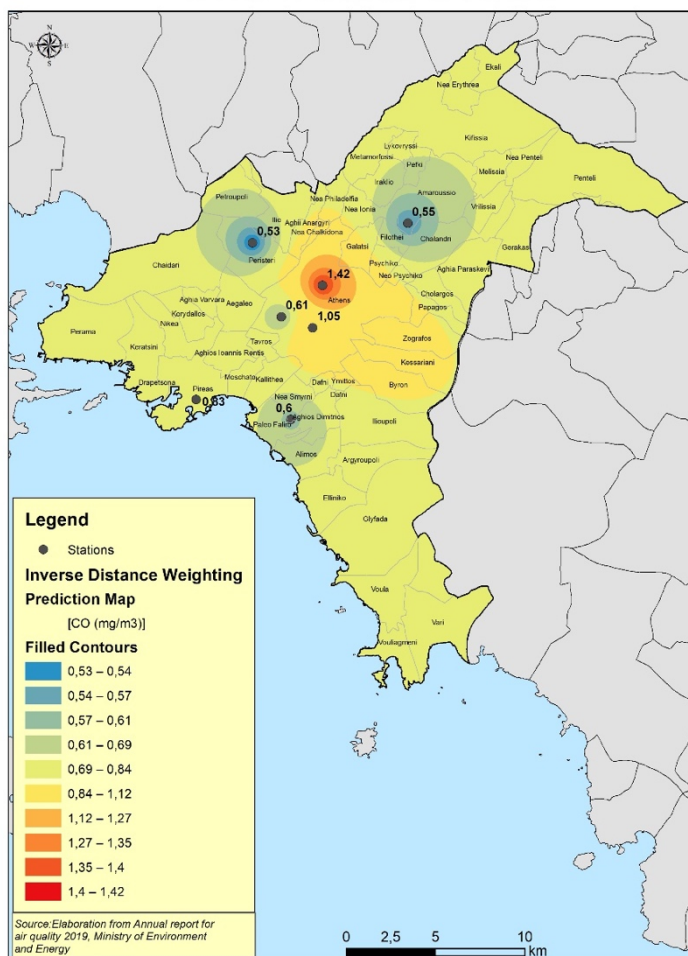 N
W E
S
Ekali
Nea Erythrea
Kifissia
Lykovryssi
Metamorfosi
Pefki
Nea Penteli
Melissia
Penteli
Iraklio
Amaroussio
Vrilissia
Petroupoli
Nea Philadelfia
Ilio
Aghii Anargyri
Nea Ionia
0,55
0,53
Nea Chalkidona
Filothei
Chalandri
Gerakas
Galatsi
Peristeri
Psychiko
Chaidari
Neo Psychiko
Aghia Paraskevi
1,42
Cholargos
Aghia Varvara
Aegaleo
0,61
Athens
Papagos
Korydallos
1,05
Perama
Nikea
Zografos
Tavros
Keratsini
Aghios Ioannis Rentis
Kessariani
Moschato
Kallithea
Dafni
Ymittos
Drapetsona
Pireas
Byron
0,83
Nea Smyrni
Dafni
0,6
Aghios Dimitrios
Paleo Faliro
Ilioupoli
Alimos
Argyroupoli
Elliniko
Glyfada
Voula
Vari
Vouliagmeni
Legend
Stations
Inverse Distance Weighting
Prediction Map
[CO (mg/m3)]
Filled Contours
0,53 – 0,54
0,54 – 0,57
0,57 – 0,61
0,61 – 0,69
0,69 – 0,84
0,84 – 1,12
1,12 – 1,27
1,27 – 1,35
1,35 – 1,4
1,4 – 1,42
Source:Elaboration from Annual report for
air quality 2019, Ministry of Environment
and Energy
0 2,5 5 10
km